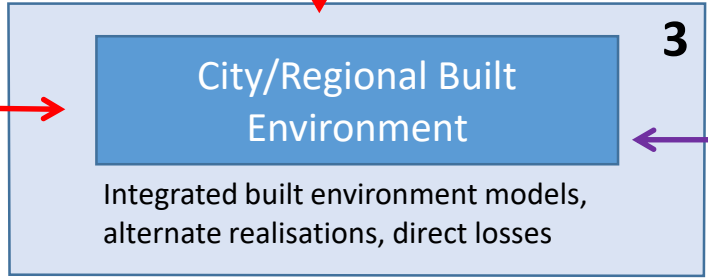 3
City/Regional Built
Environment
Integrated built environment models,
alternate realisations, direct losses